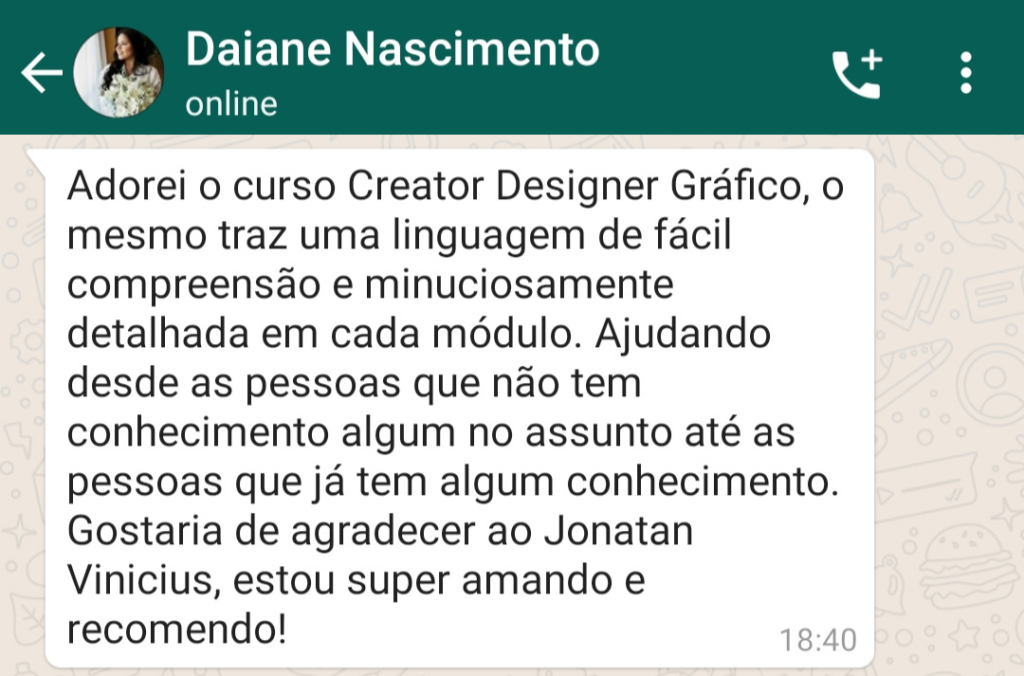 Daiane Nascimento
online
Adorei o curso Creator Designer Gráfico, o
mesmo traz uma linguagem de fácil
compreensão e minuciosamente
detalhada em cada módulo. Ajudando
desde as pessoas que não tem
conhecimento algum no assunto até as
pessoas que já tem algum conhecimento.
Gostaria de agradecer ao Jonatan
Vinicius, estou super amando e
recomendo!
18:40